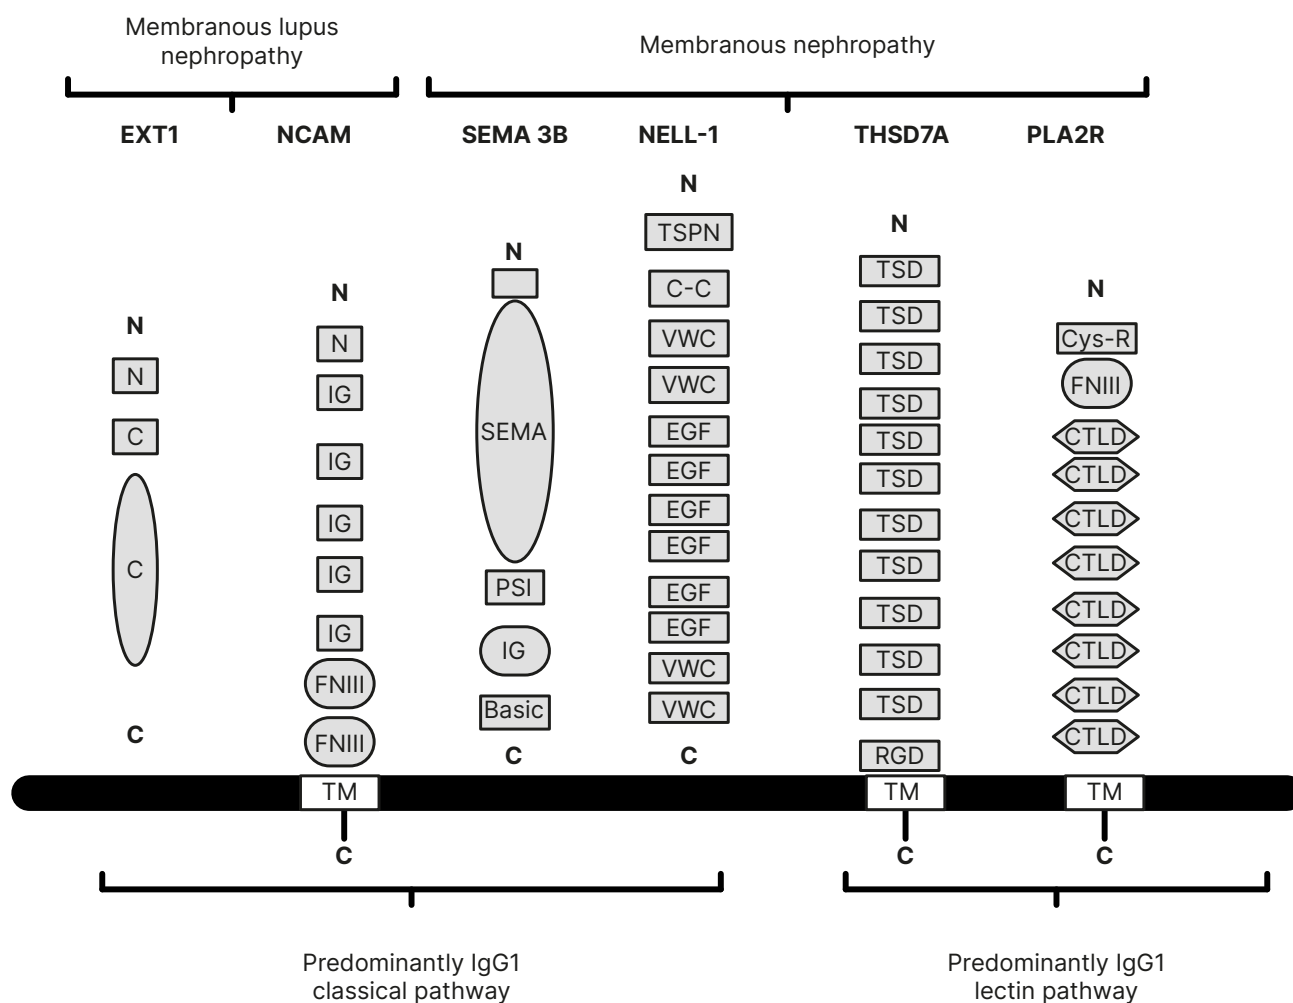 Membranous lupus
nephropathy
Membranous nephropathy
EXT1
NCAM
SEMA 3B
NELL-1
THSD7A
PLA2R
N
N
C
C
C
N
N
IG
IG
IG
IG
IG
FNIII
FNIII
TM
C
N
SEMA
PSI
IG
Basic
C
N
TSPN
C-C
VWC
VWC
EGF
EGF
EGF
EGF
EGF
EGF
VWC
VWC
C
N
TSD
TSD
TSD
TSD
TSD
TSD
TSD
TSD
TSD
TSD
TSD
RGD
TM
C
N
Cys-R
FNIII
CTLD
CTLD
CTLD
CTLD
CTLD
CTLD
CTLD
CTLD
TM
C
Predominantly IgG1
classical pathway
Predominantly IgG1
lectin pathway